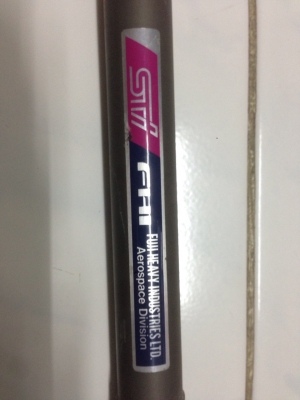 STI
FHI
FUJI HEAVY INDUSTRIES LTD.
Aerospace Division